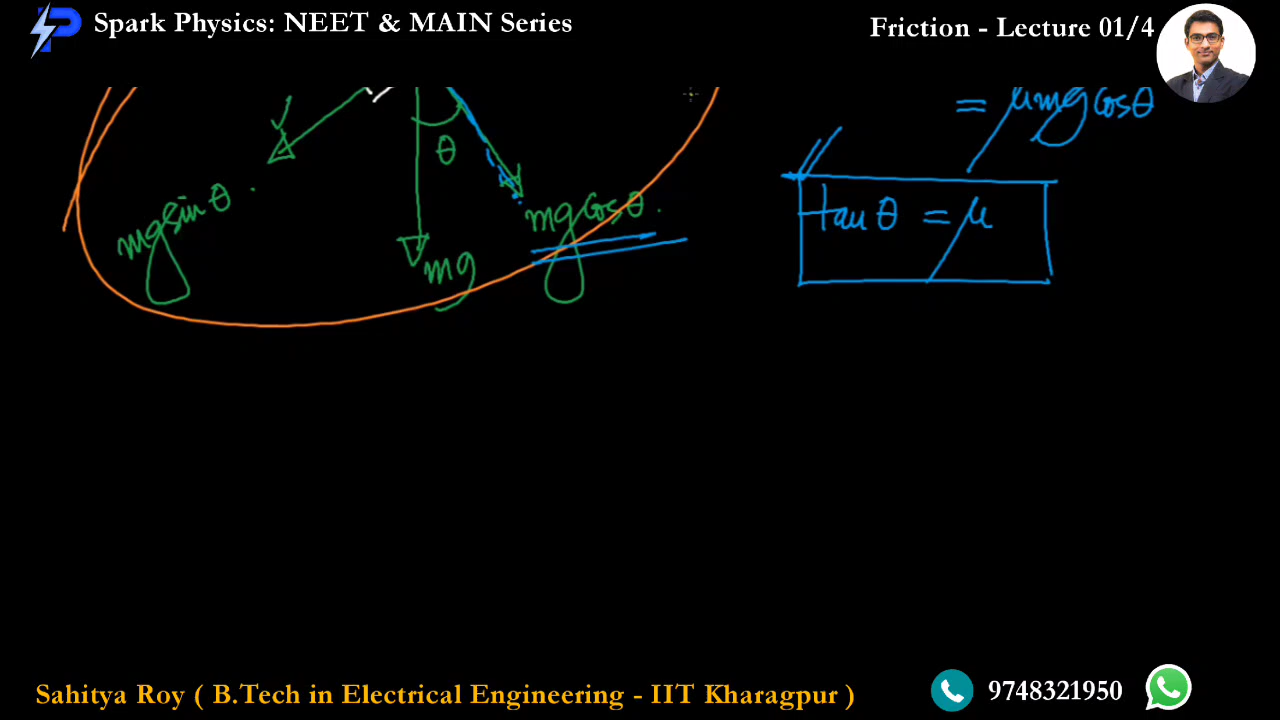 Spark Physics: NEET & MAIN Series
Friction - Lecture 01/4
= μmg cosθ
θ
mg sin θ
mg cosθ.
mg
tan θ = μ
Sahitya Roy ( B.Tech in Electrical Engineering - IIT Kharagpur )
9748321950